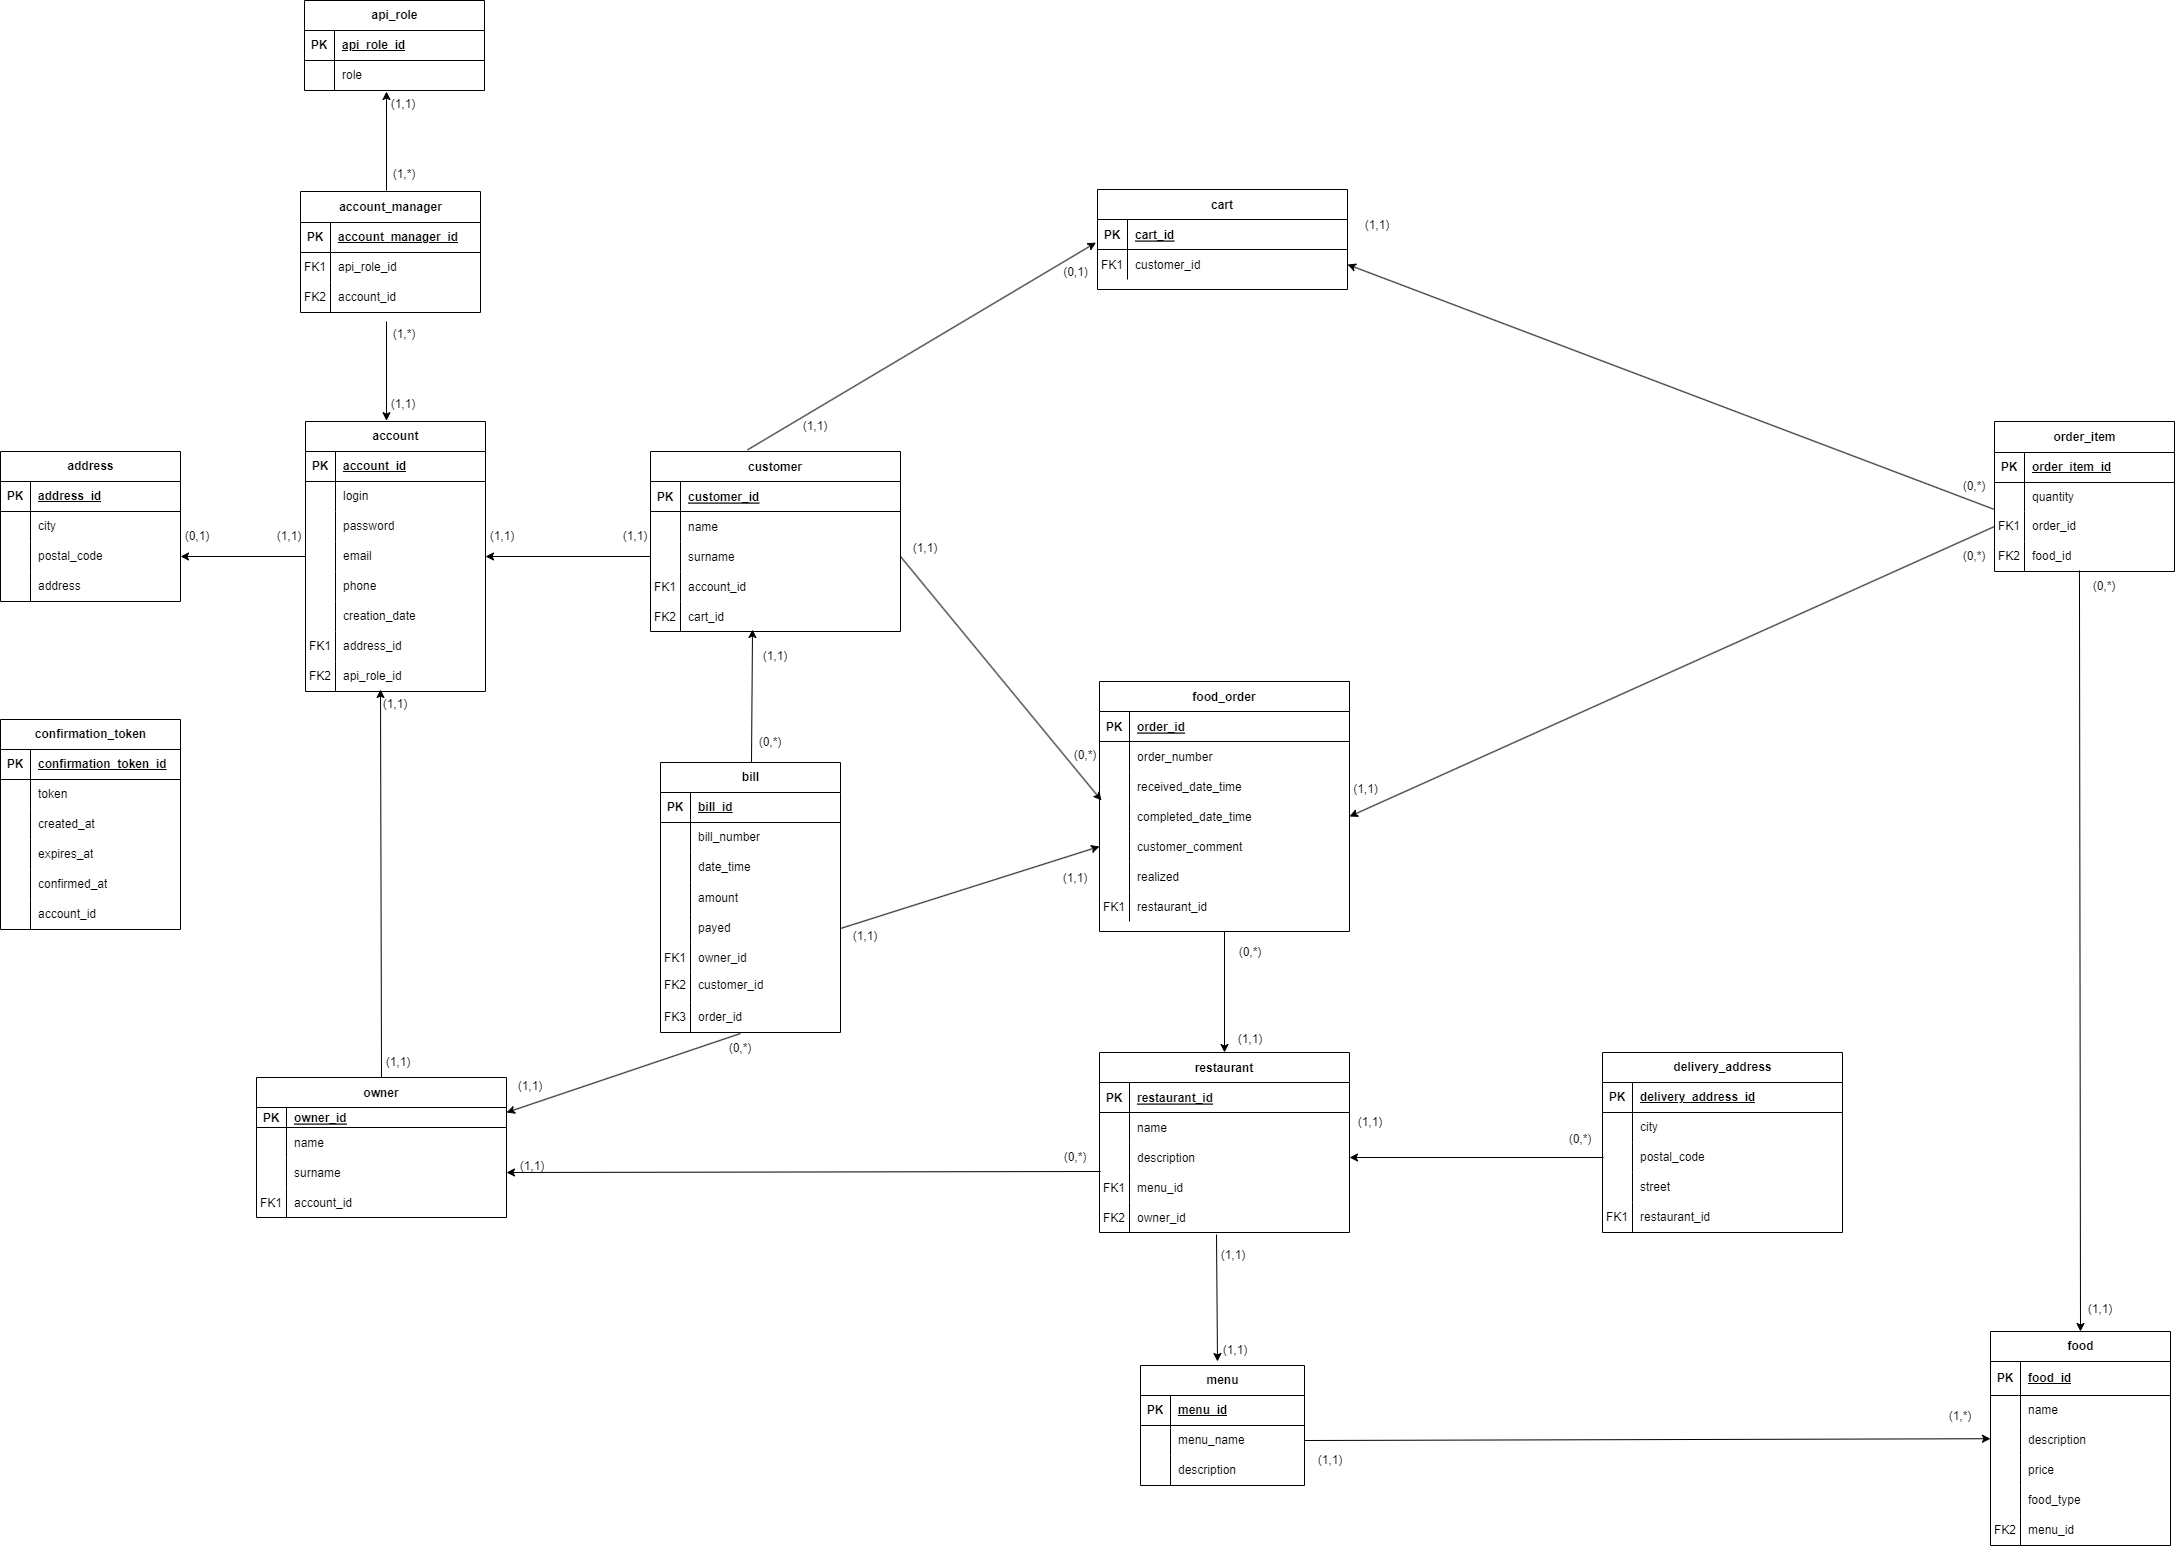 api_role
PK api_role_id
role
(1,1)
(1,*)
account_manager
PK account_manager_id
FK1 api_role_id
FK2 account_id
(1,*)
(1,1)
account
PK account_id
login
password
email
phone
creation_date
FK1 address_id
FK2 api_role_id
(1,1)
address
PK address_id
city
postal_code
address
(0,1)
(1,1)
(1,1)
(1,1)
confirmation_token
PK confirmation_token_id
token
created_at
expires_at
confirmed_at
account_id
customer
PK customer_id
name
surname
FK1 account_id
FK2 cart_id
(1,1)
(0,1)
(1,1)
(0,*)
(1,1)
(0,*)
cart
PK cart_id
FK1 customer_id
(1,1)
(0,*)
order_item
PK order_item_id
quantity
FK1 order_id
FK2 food_id
(0,*)
(0,*)
(1,1)
food_order
PK order_id
order_number
received_date_time
completed_date_time
customer_comment
realized
FK1 restaurant_id
(1,1)
(0,*)
(1,1)
bill
PK bill_id
bill_number
date_time
amount
payed
FK1 owner_id
FK2 customer_id
FK3 order_id
(1,1)
(1,1)
(0,*)
(1,1)
(1,1)
owner
PK owner_id
name
surname
FK1 account_id
(1,1)
(0,*)
restaurant
PK restaurant_id
name
description
FK1 menu_id
FK2 owner_id
(1,1)
(0,*)
delivery_address
PK delivery_address_id
city
postal_code
street
FK1 restaurant_id
(1,1)
(1,1)
menu
PK menu_id
menu_name
description
(1,1)
(1,*)
food
PK food_id
name
description
price
food_type
FK2 menu_id